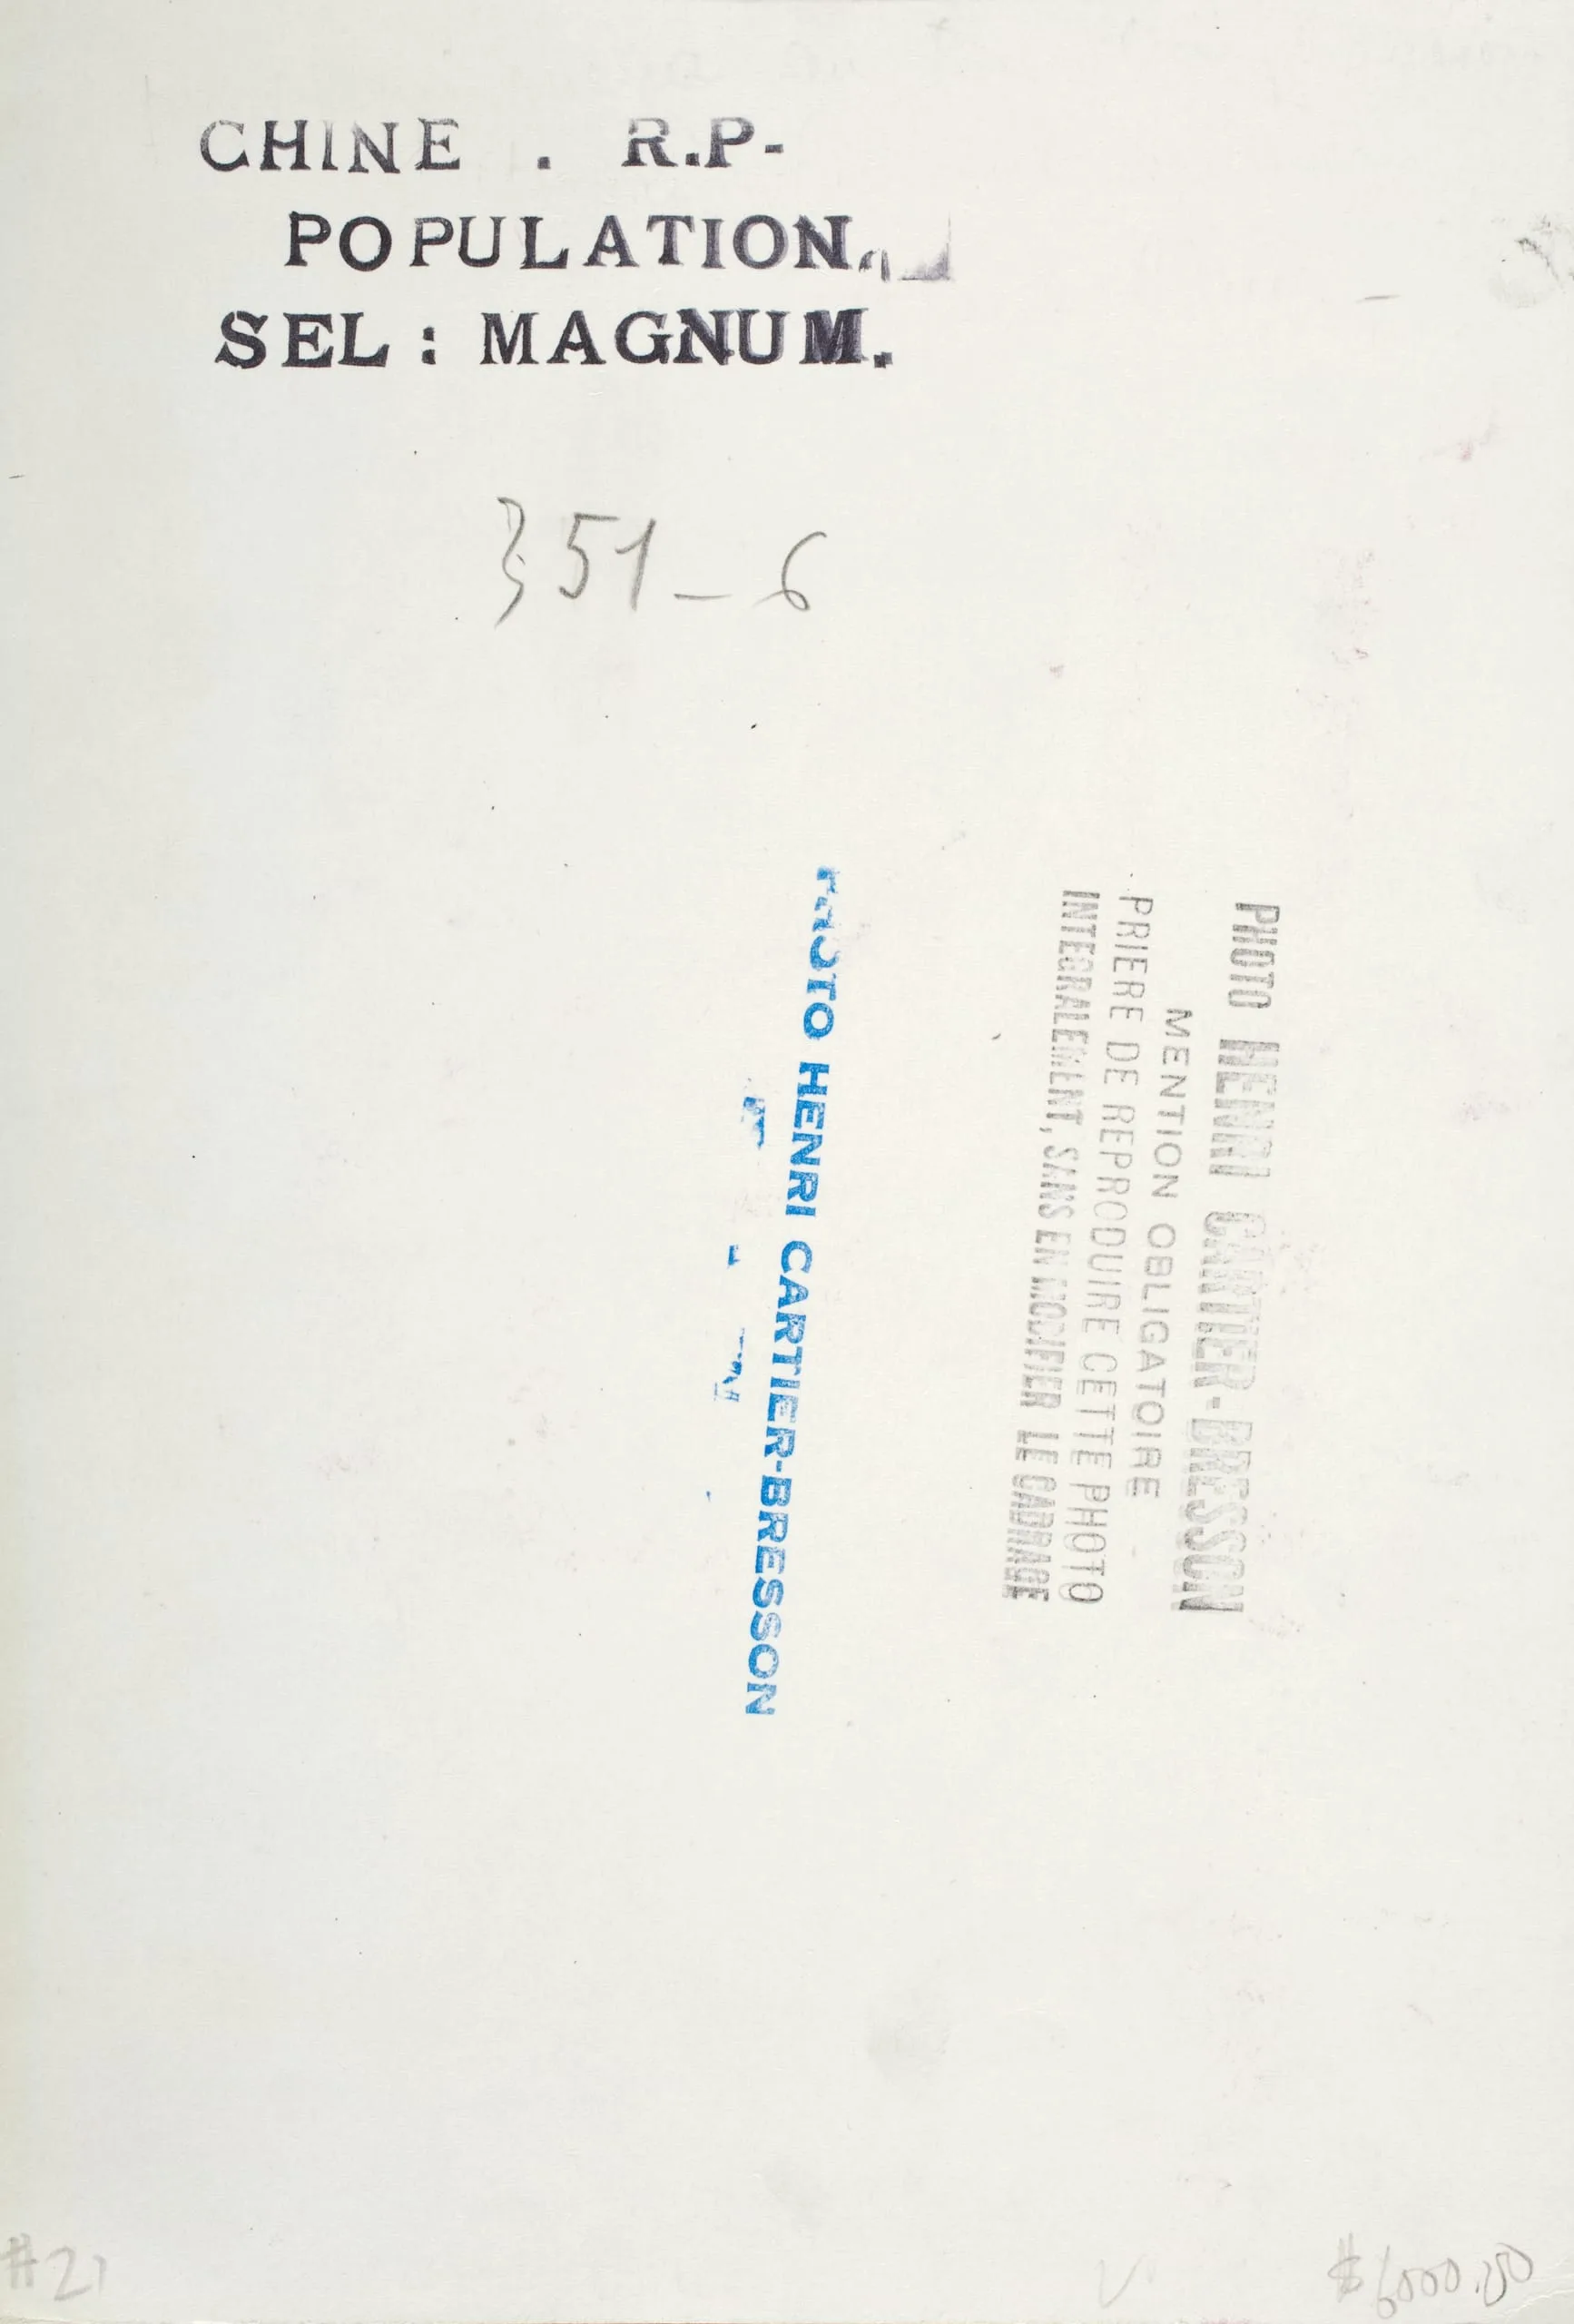 CHINE . R.P-
POPULATION.
SEL : MAGNUM.
351_6
PHOTO HENRI CARTIER-BRESSON
PHOTO HENRI CARTIER-BRESSON
MENTION OBLIGATOIRE
PRIERE DE REPRODUIRE CETTE PHOTO
INTEGRALEMENT, SANS EN MODIFIER LE CADRAGE
#21
$6000.00